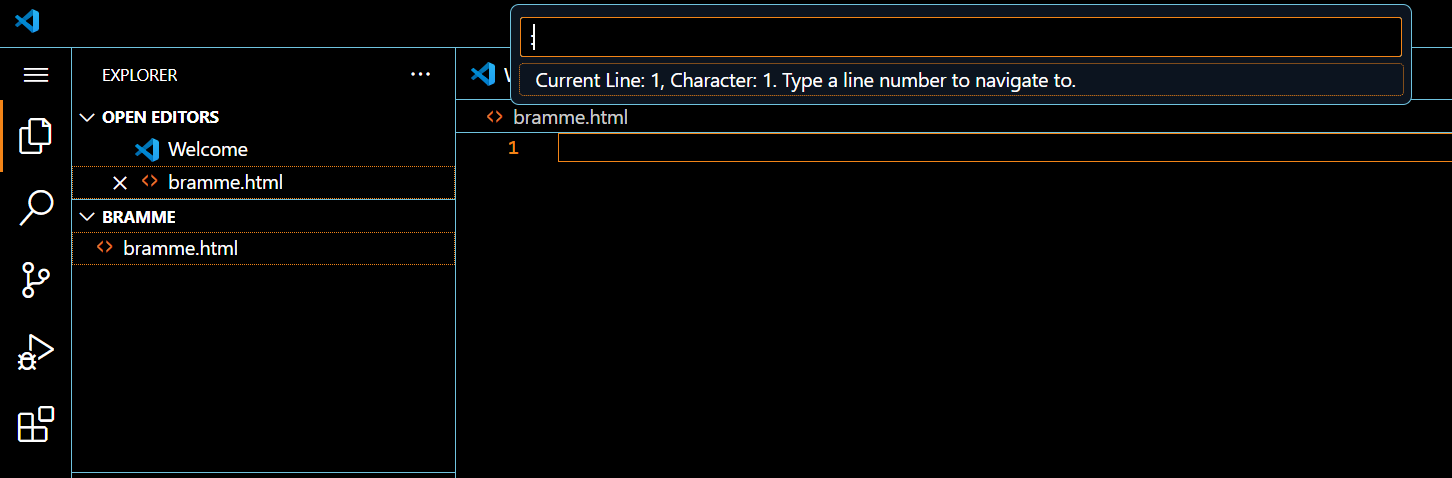 :
Current Line: 1, Character: 1. Type a line number to navigate to.
EXPLORER
OPEN EDITORS
Welcome
bramme.html
BRAMME
bramme.html
bramme.html
1